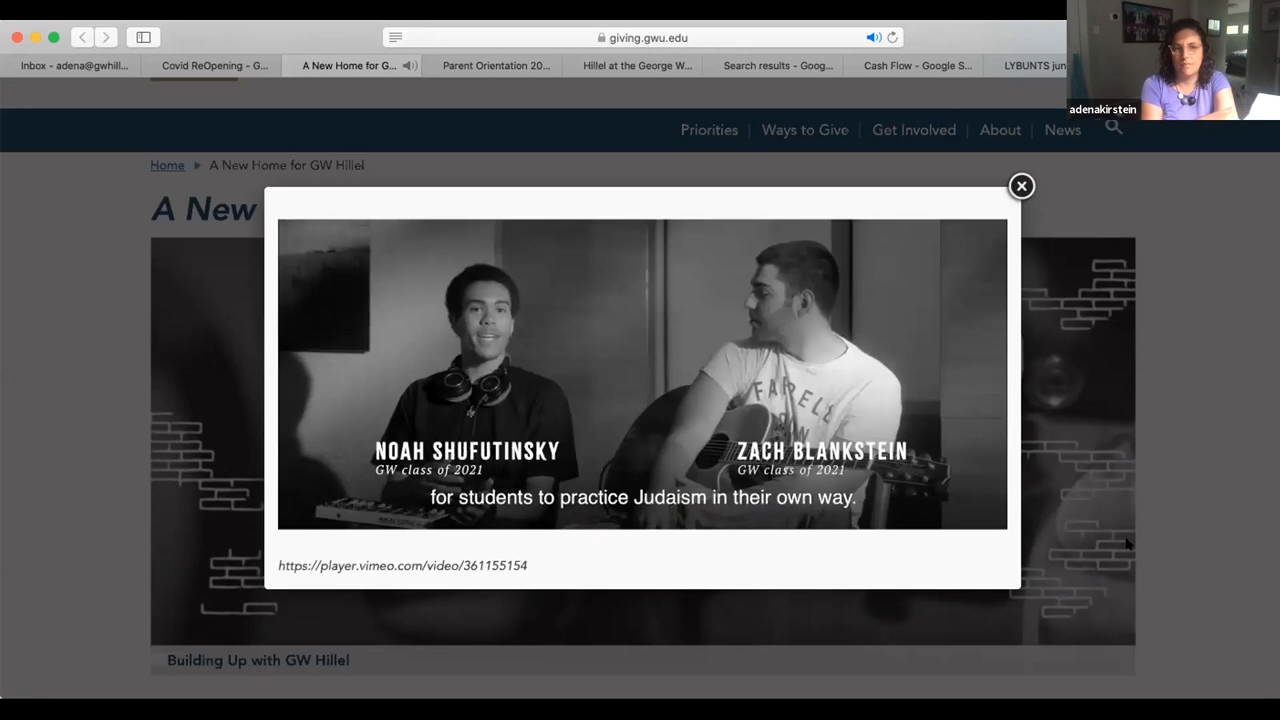 giving.gwu.edu
Inbox - adena@gwhill...
Covid ReOpening - G...
A New Home for G...
Parent Orientation 20...
Hillel at the George W...
Search results - Goog...
Cash Flow - Google S...
LYBUNTS jun
adenakirstein
Priorities | Ways to Give | Get Involved | About | News
Home A New Home for GW Hillel
A New
FARELL
NOAH SHUFUTINSKY
GW class of 2021
ZACH BLANKSTEIN
GW class of 2021
for students to practice Judaism in their own way.
https://player.vimeo.com/video/361155154
Building Up with GW Hillel